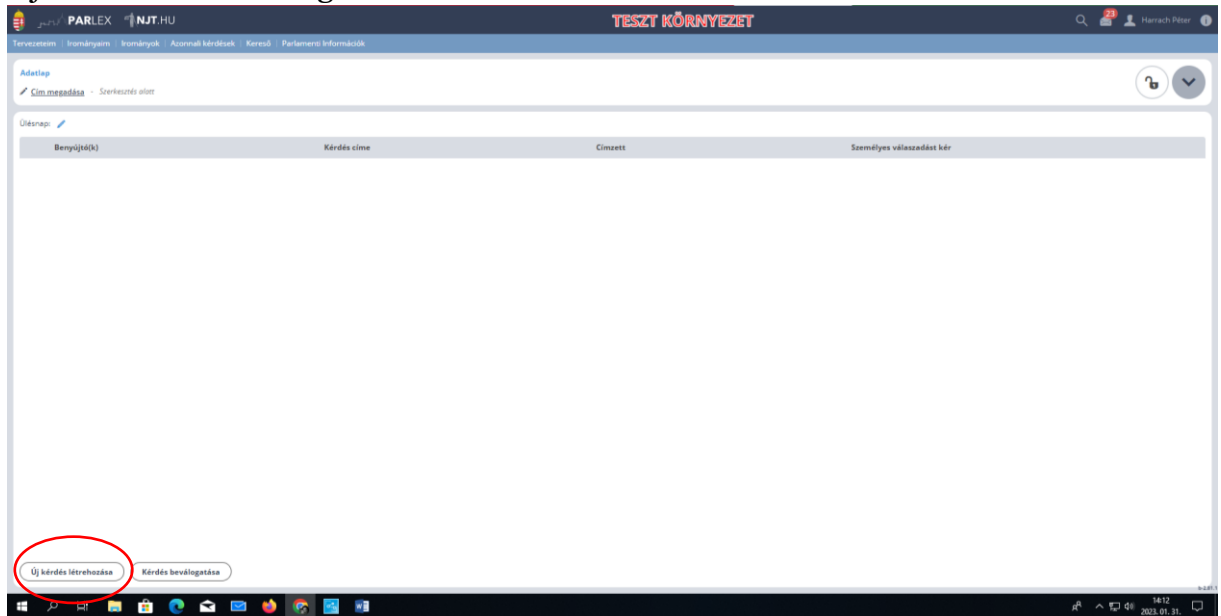 PARLEX NJT.HU TESZT KÖRNYEZET 23 Harrach Péter
Tervezeteim Irományaim Irományok Azonnali kérdések Kereső Parlamenti Információk
Adatlap
Cím megadása - Szerkesztés alatt
Ülésnap:
Benyújtó(k) Kérdés címe Címzett Személyes válaszadást kér
Új kérdés létrehozása Kérdés beválogatása
14:12
2023. 01. 31.